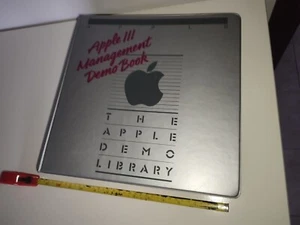 Apple III
Management
Demo Book
THE
APPLE
DEMO
LIBRARY